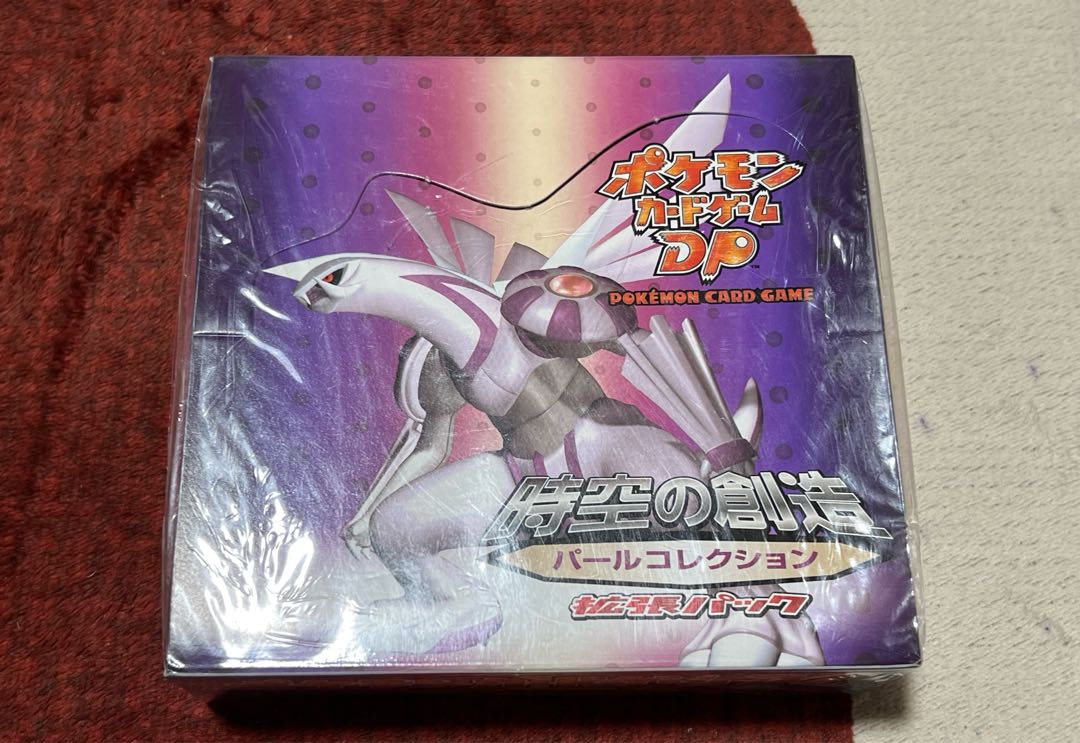 ポケモン
カードゲーム
DP™
POKÉMON CARD GAME
時空の創造
パールコレクション
拡張パック